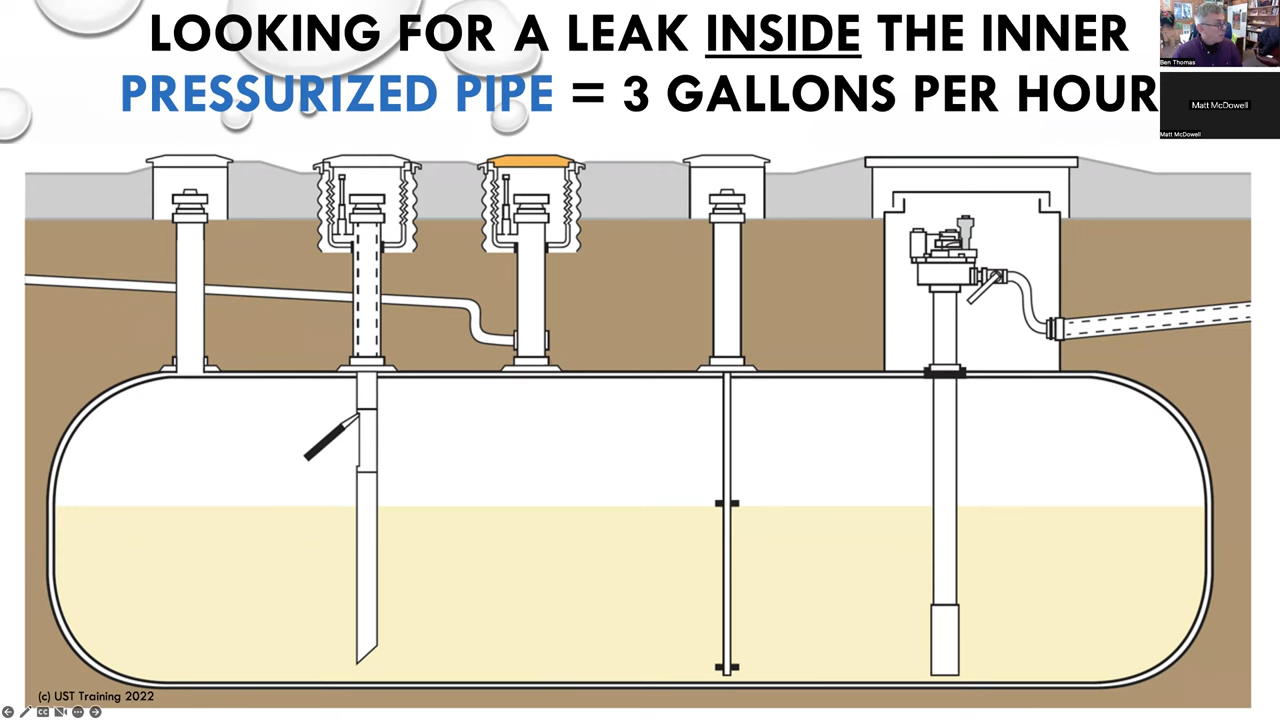 LOOKING FOR A LEAK INSIDE THE INNER
PRESSURIZED PIPE = 3 GALLONS PER HOUR
Ben Thomas
Matt McDowell
Matt McDowell
(c) UST Training 2022